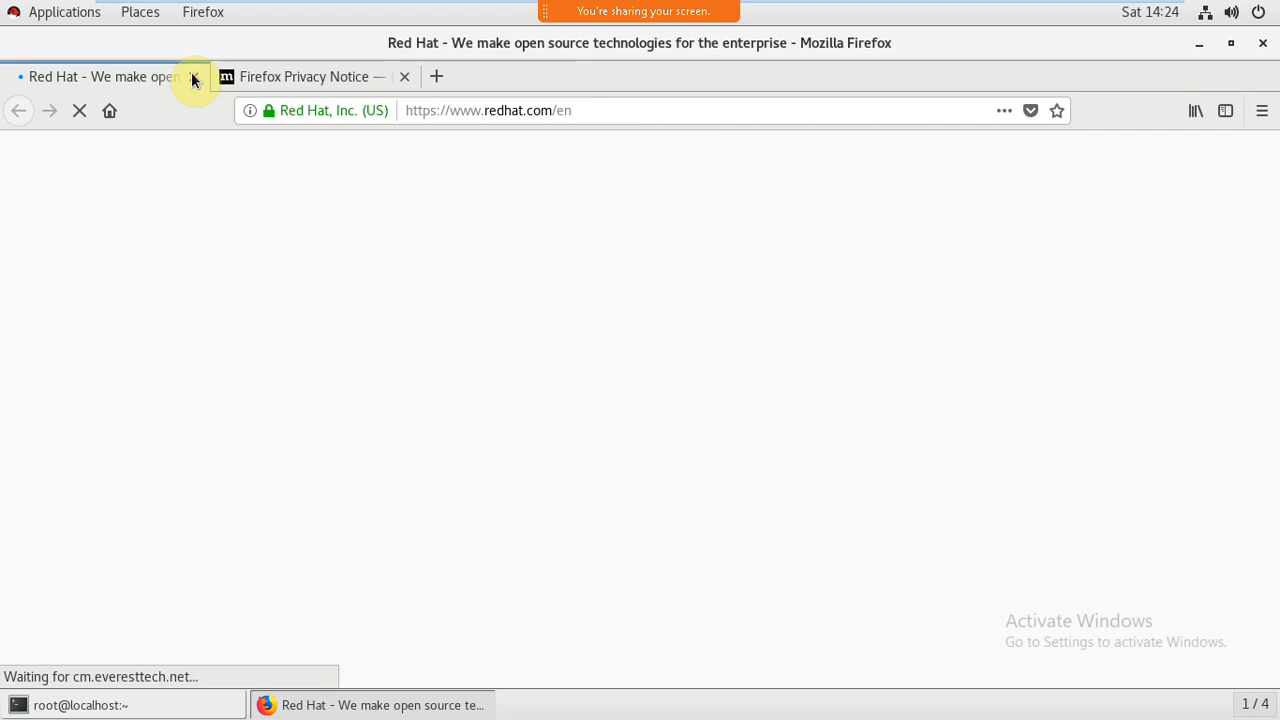 Applications Places Firefox You're sharing your screen. Sat 14:24
Red Hat - We make open source technologies for the enterprise - Mozilla Firefox
Red Hat - We make open m Firefox Privacy Notice —
Red Hat, Inc. (US) https://www.redhat.com/en
Activate Windows
Go to Settings to activate Windows.
Waiting for cm.everesttech.net...
root@localhost:~ Red Hat - We make open source te... 1 / 4